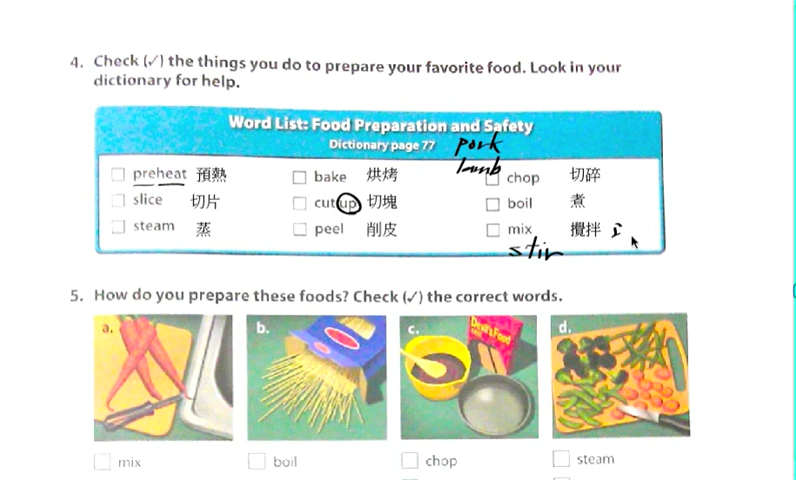 4. Check (✓) the things you do to prepare your favorite food. Look in your
dictionary for help.
Word List: Food Preparation and Safety
Dictionary page 77
pork
lamb
preheat 預熱 bake 烘烤 chop 切碎
slice 切片 cut up 切塊 boil 煮
steam 蒸 peel 削皮 mix 攪拌
stir
5. How do you prepare these foods? Check (✓) the correct words.
a. b. c. d.
Devil's Food
mix boil chop steam